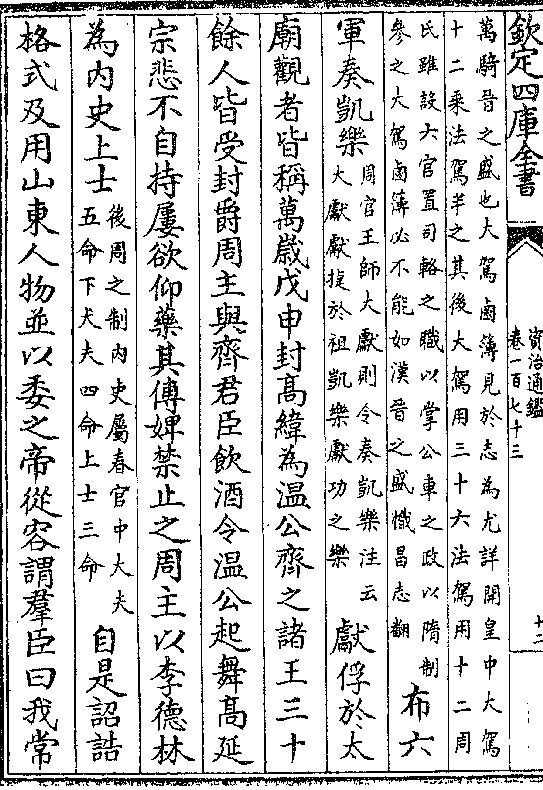 欽定四庫全書
資治通鑑
卷一百七十三
十二
萬騎晉之盛也大駕鹵簿見於志為尤詳開皇中大駕
十二乘法駕半之其後大駕用三十六法駕用十二周
氏雖設六官置司輅之職以掌公車之政以隋制
參之大駕鹵簿必不能如漢晉之盛幟昌志翻
布六
軍奏凱樂
周官王師大獻則令奏凱樂注云
大獻獻捷於祖凱樂獻功之樂
獻俘於太
廟觀者皆稱萬歲戊申封高緯為温公齊之諸王三十
餘人皆受封爵周主與齊君臣飲酒令温公起舞高延
宗悲不自持屢欲仰藥其傅婢禁止之周主以李德林
為内史上士
後周之制内史屬春官中大夫
五命下大夫四命上士三命
自是詔誥
格式及用山東人物並以委之帝從容謂羣臣曰我常